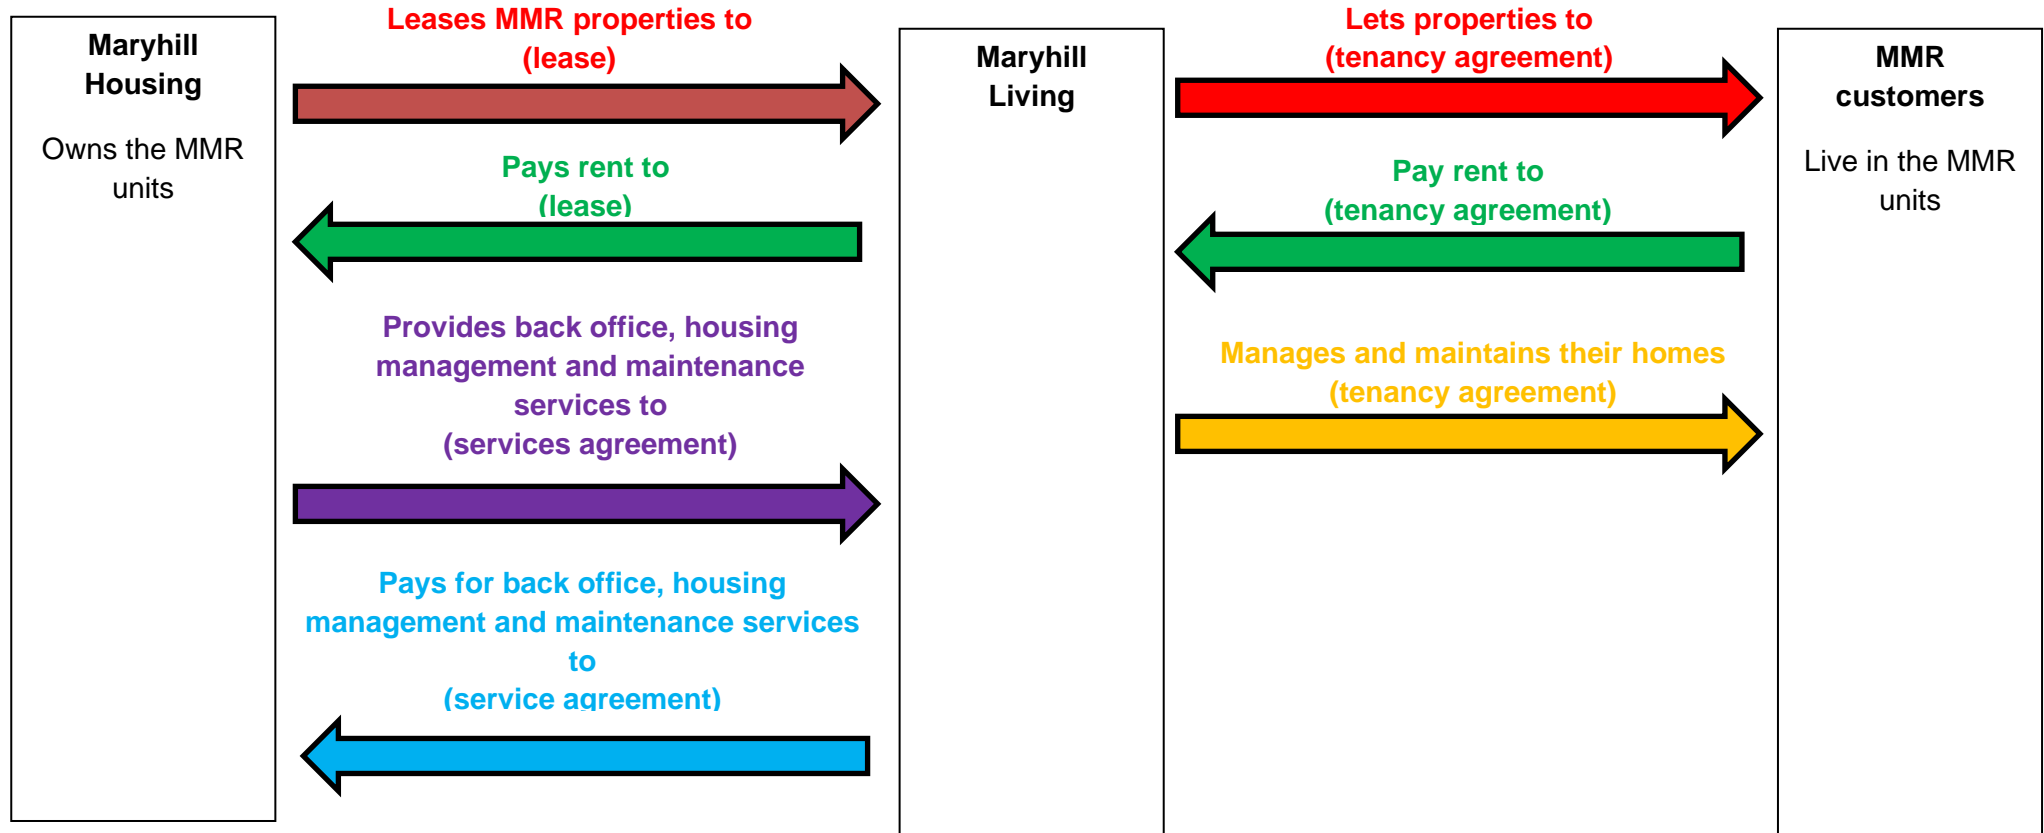 Maryhill
Housing
Owns the MMR
units
Leases MMR properties to
(lease)
Pays rent to
(lease)
Provides back office, housing
management and maintenance
services to
(services agreement)
Pays for back office, housing
management and maintenance services
to
(service agreement)
Maryhill
Living
Lets properties to
(tenancy agreement)
Pay rent to
(tenancy agreement)
Manages and maintains their homes
(tenancy agreement)
MMR
customers
Live in the MMR
units